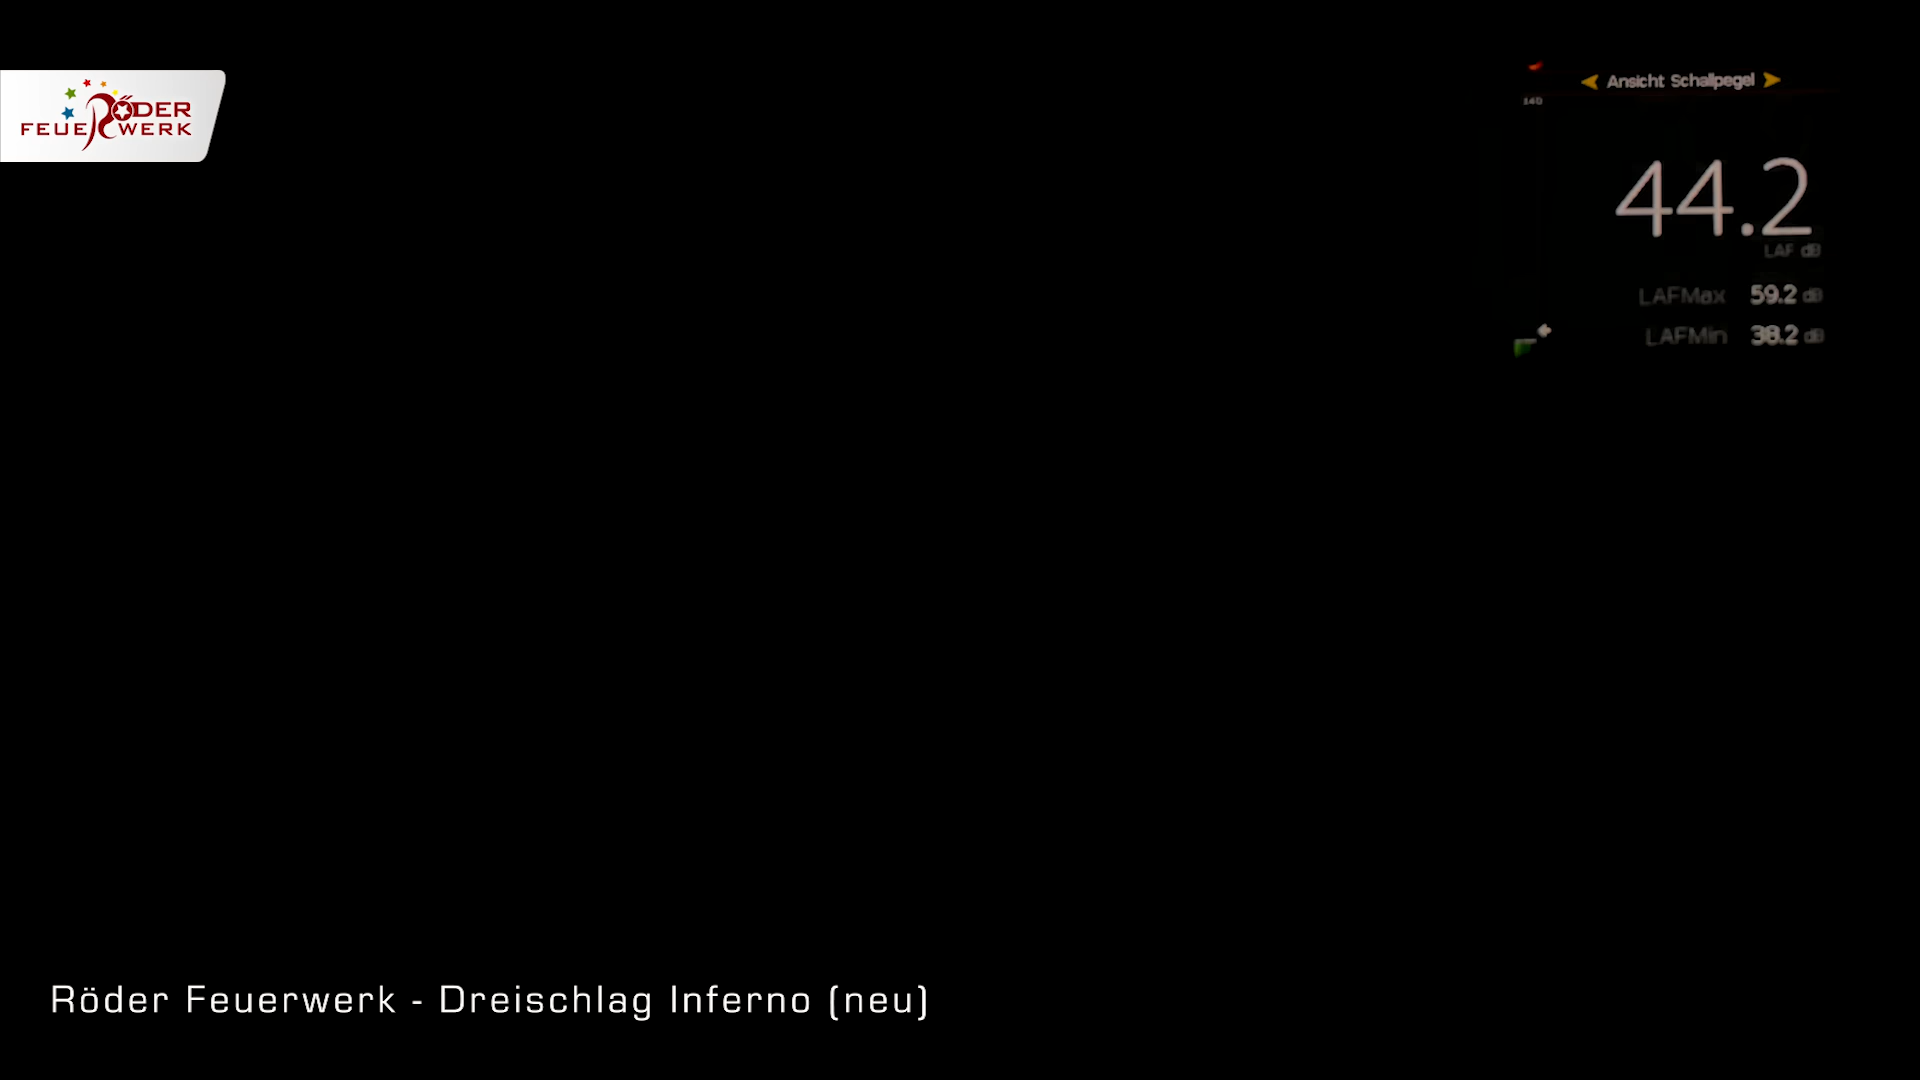 RÖDER
FEUERWERK
Ansicht Schallpegel
140
44.2
LAF dB
LAFMax 59.2 dB
LAFMin 38.2 dB
Röder Feuerwerk - Dreischlag Inferno (neu)